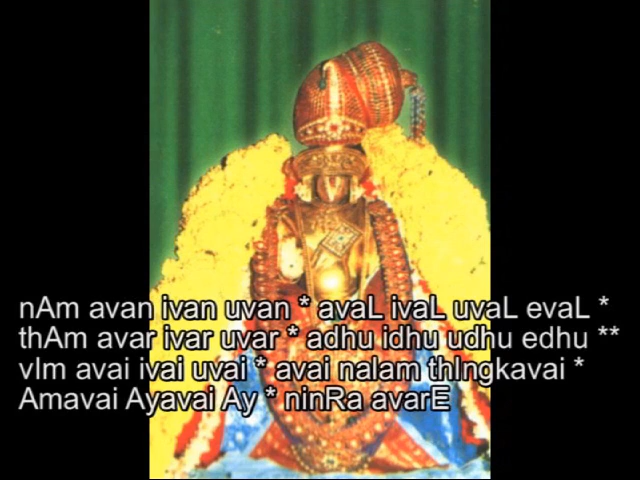 nAm avan ivan uvan * avaL ivaL uvaL evaL *
thAm avar ivar uvar * adhu idhu udhu edhu **
vIm avai ivai uvai * avai nalam thIngkavai *
Amavai Ayavai Ay * ninRa avarE